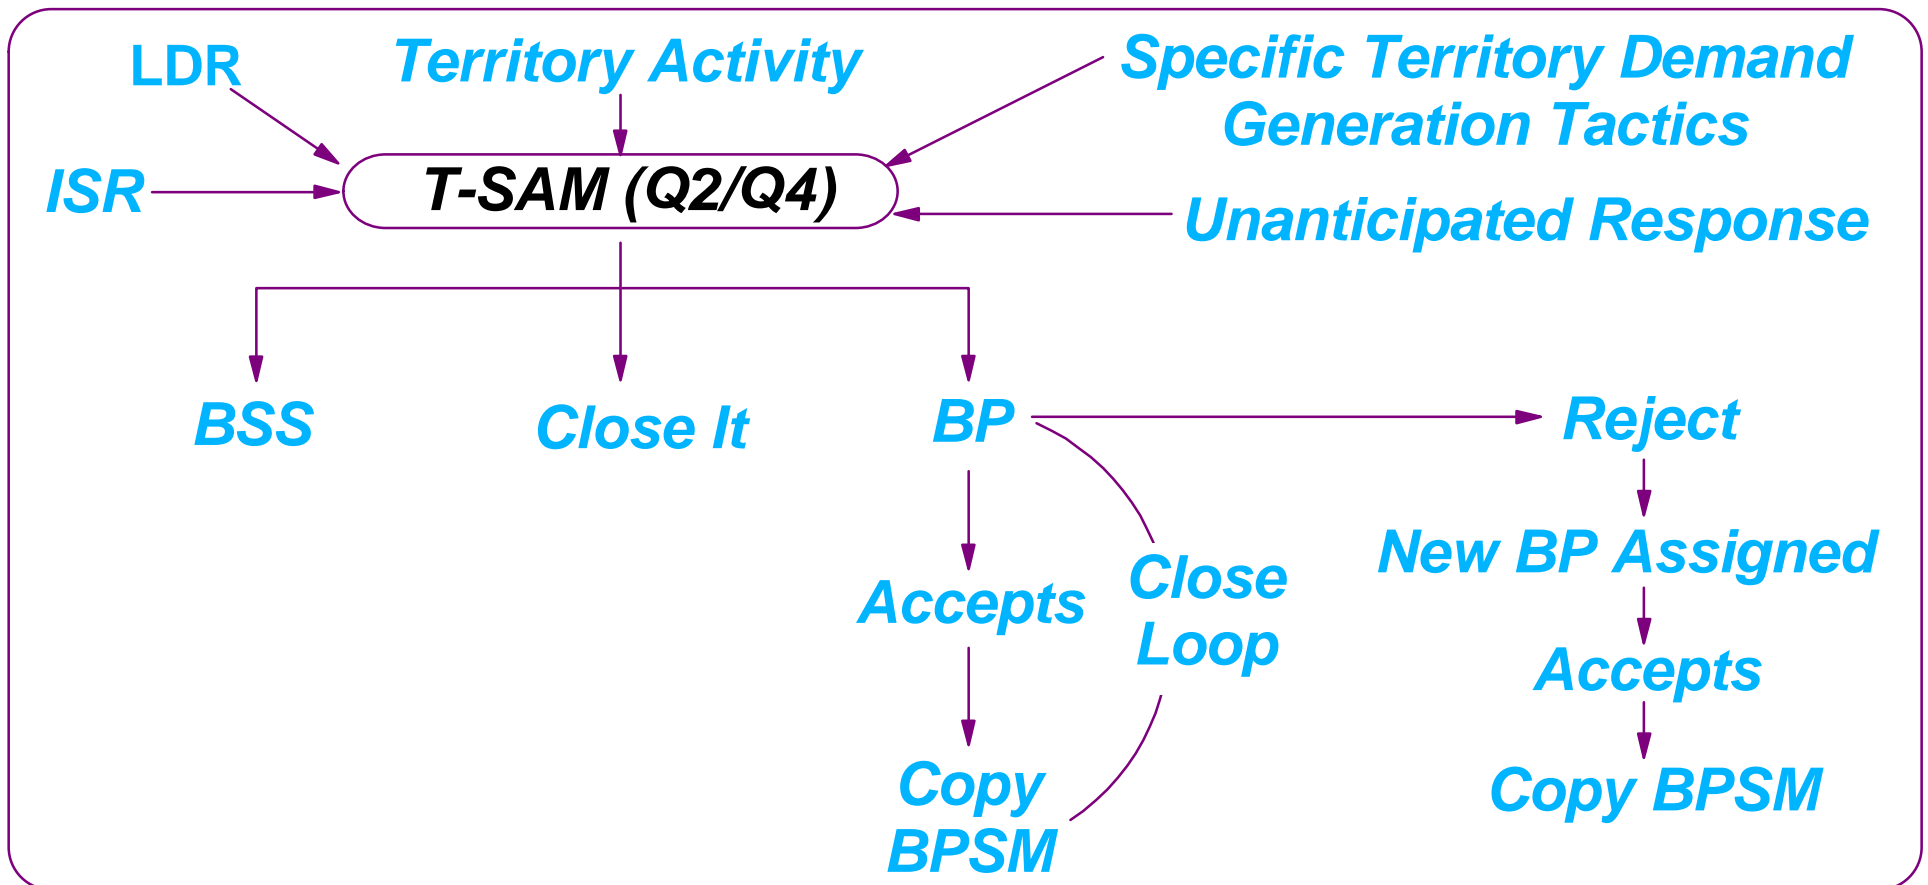 LDR
Territory Activity
Specific Territory Demand
Generation Tactics
ISR
T-SAM (Q2/Q4)
Unanticipated Response
BSS
Close It
BP
Reject
New BP Assigned
Accepts
Close
Loop
Accepts
Copy
BPSM
Copy BPSM